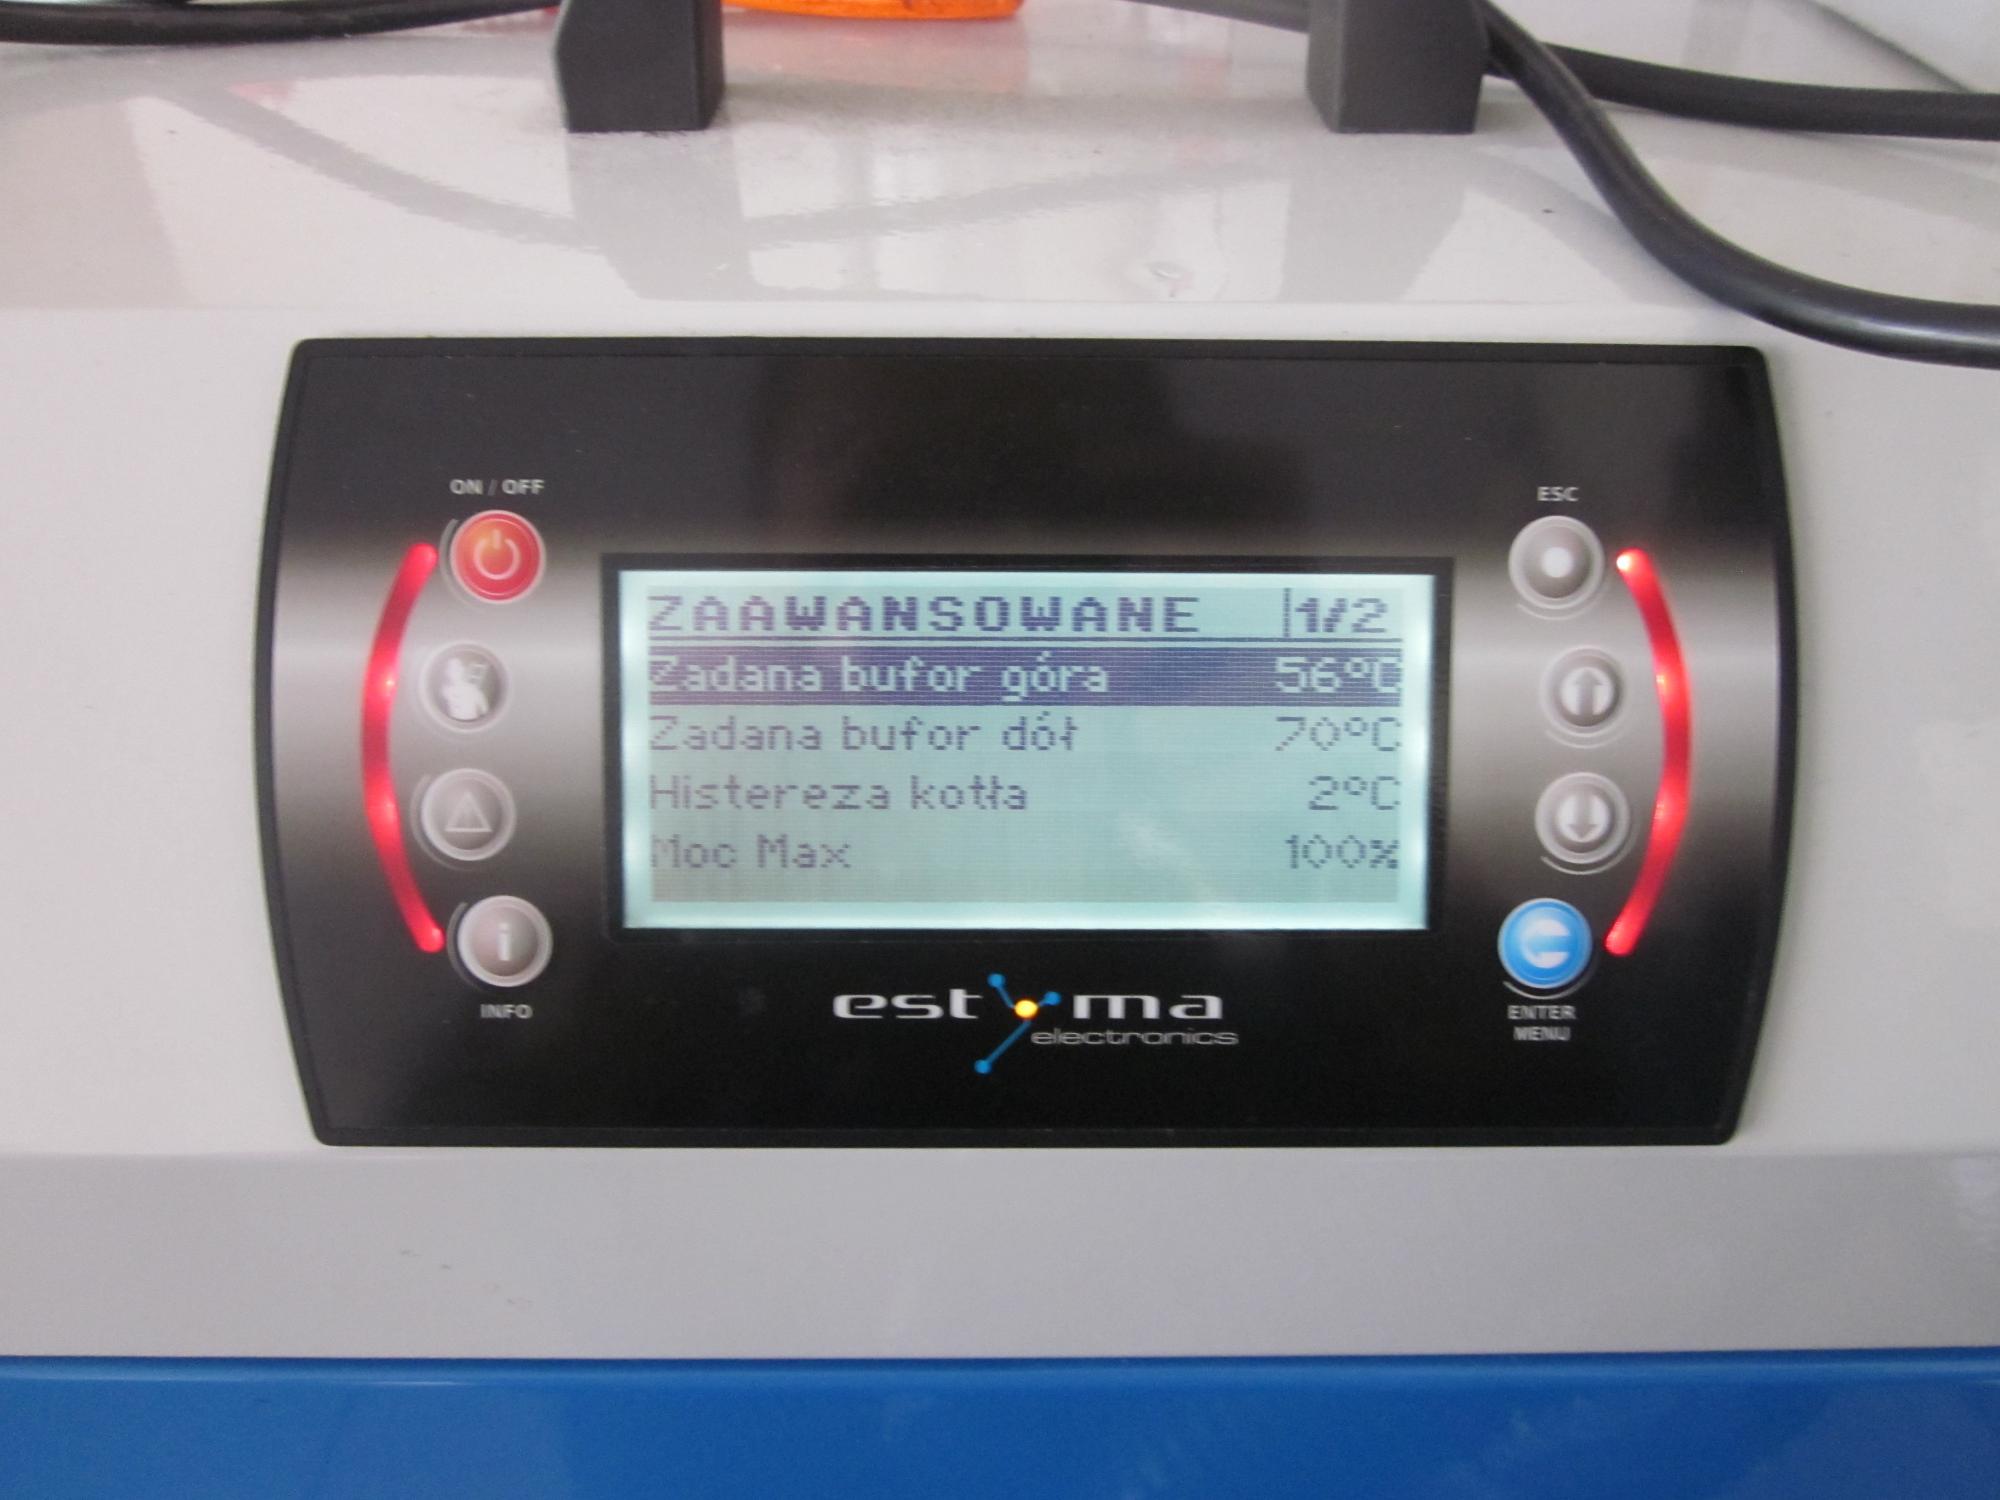 ON / OFF
ESC
ZAAWANSOWANE 1/2
Zadana bufor góra 56°C
Zadana bufor dół 70°C
Histereza kotła 2°C
Moc Max 100%
i
INFO
ENTER
MENU
estyma
electronics